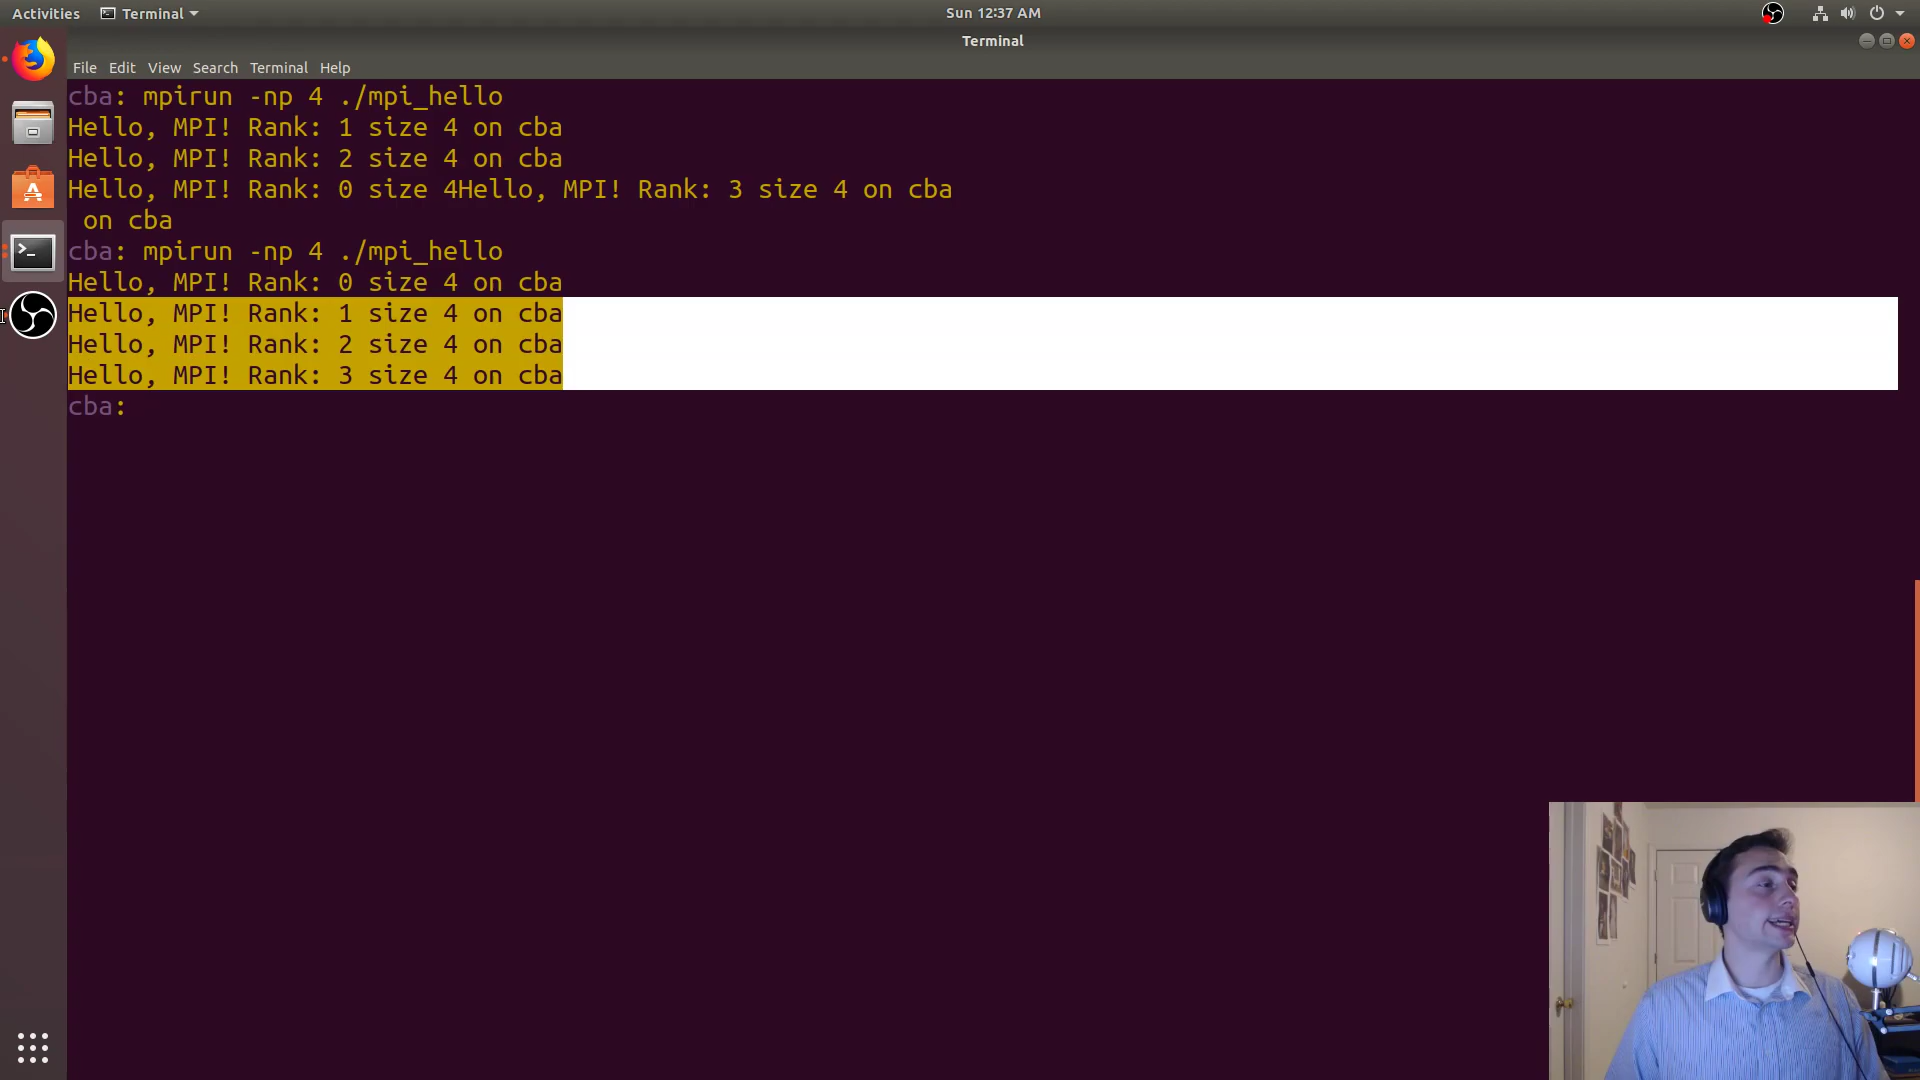 Activities Terminal Sun 12:37 AM
Terminal
File Edit View Search Terminal Help
cba: mpirun -np 4 ./mpi_hello
Hello, MPI! Rank: 1 size 4 on cba
Hello, MPI! Rank: 2 size 4 on cba
Hello, MPI! Rank: 0 size 4Hello, MPI! Rank: 3 size 4 on cba
 on cba
cba: mpirun -np 4 ./mpi_hello
Hello, MPI! Rank: 0 size 4 on cba
Hello, MPI! Rank: 1 size 4 on cba
Hello, MPI! Rank: 2 size 4 on cba
Hello, MPI! Rank: 3 size 4 on cba
cba: